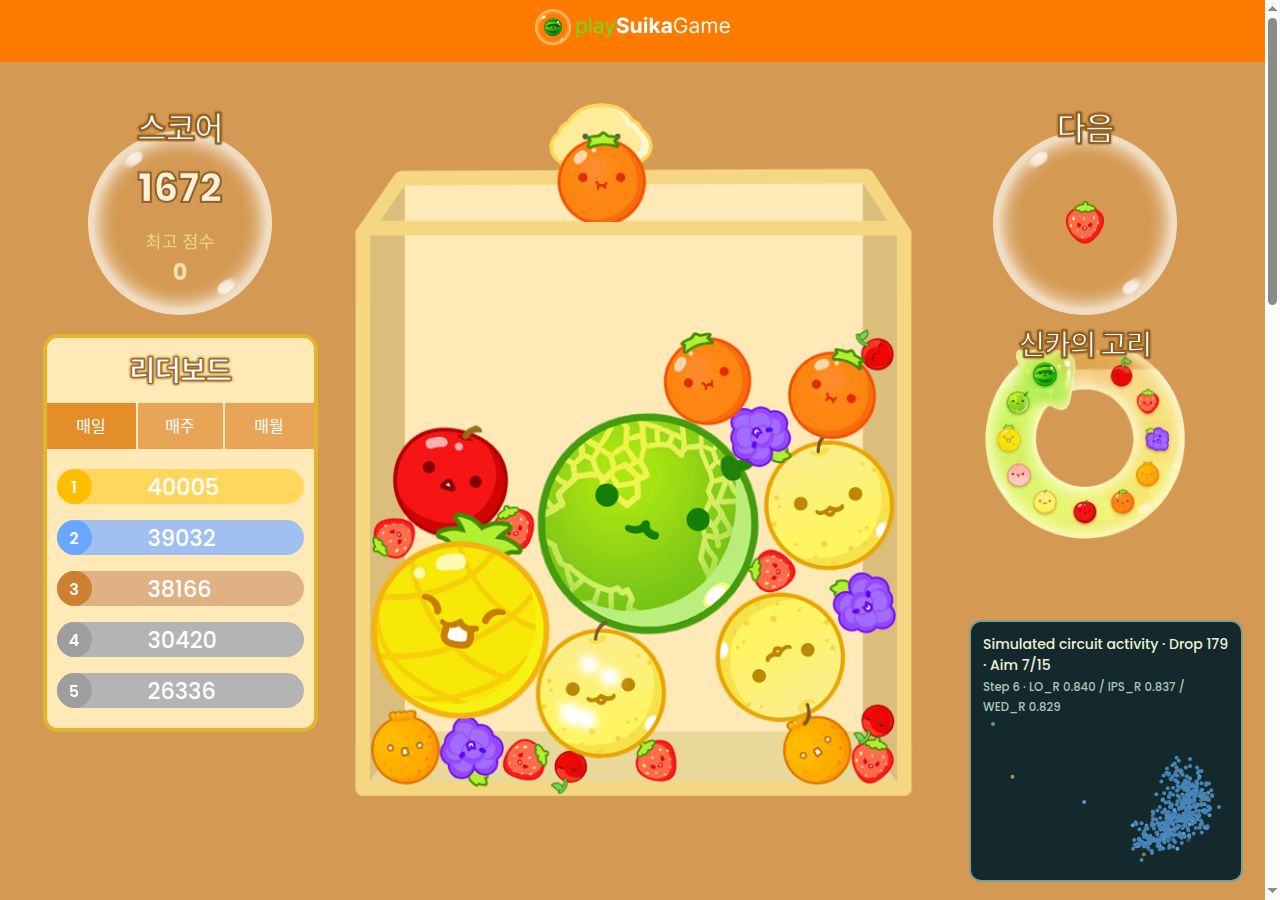 playSuikaGame
스코어
1672
최고 점수
0
다음
신카의 고리
리더보드
매일 매주 매월
1 40005
2 39032
3 38166
4 30420
5 26336
Simulated circuit activity · Drop 179
· Aim 7/15
Step 6 · LO_R 0.840 / IPS_R 0.837 /
WED_R 0.829